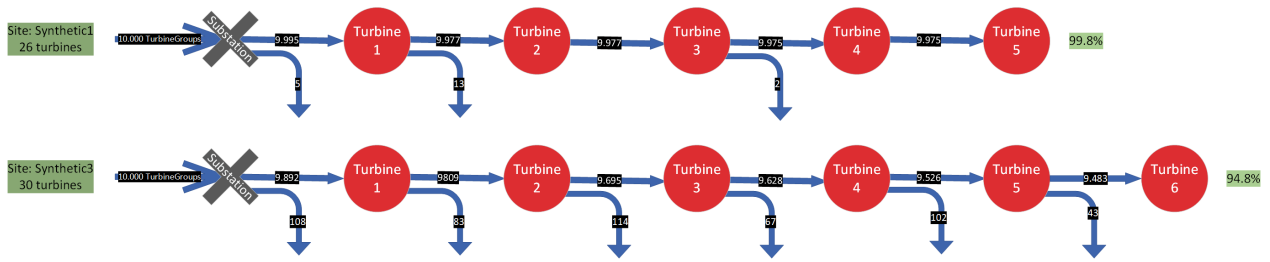 Site: Synthetic1
26 turbines
10.000 TurbineGroups
Substation
9.995
5
Turbine
1
9.977
13
Turbine
2
9.977
Turbine
3
9.975
2
Turbine
4
9.975
Turbine
5
99.8%
Site: Synthetic3
30 turbines
10.000 TurbineGroups
Substation
9.892
108
Turbine
1
9809
83
Turbine
2
9.695
114
Turbine
3
9.628
67
Turbine
4
9.526
102
Turbine
5
9.483
43
Turbine
6
94.8%